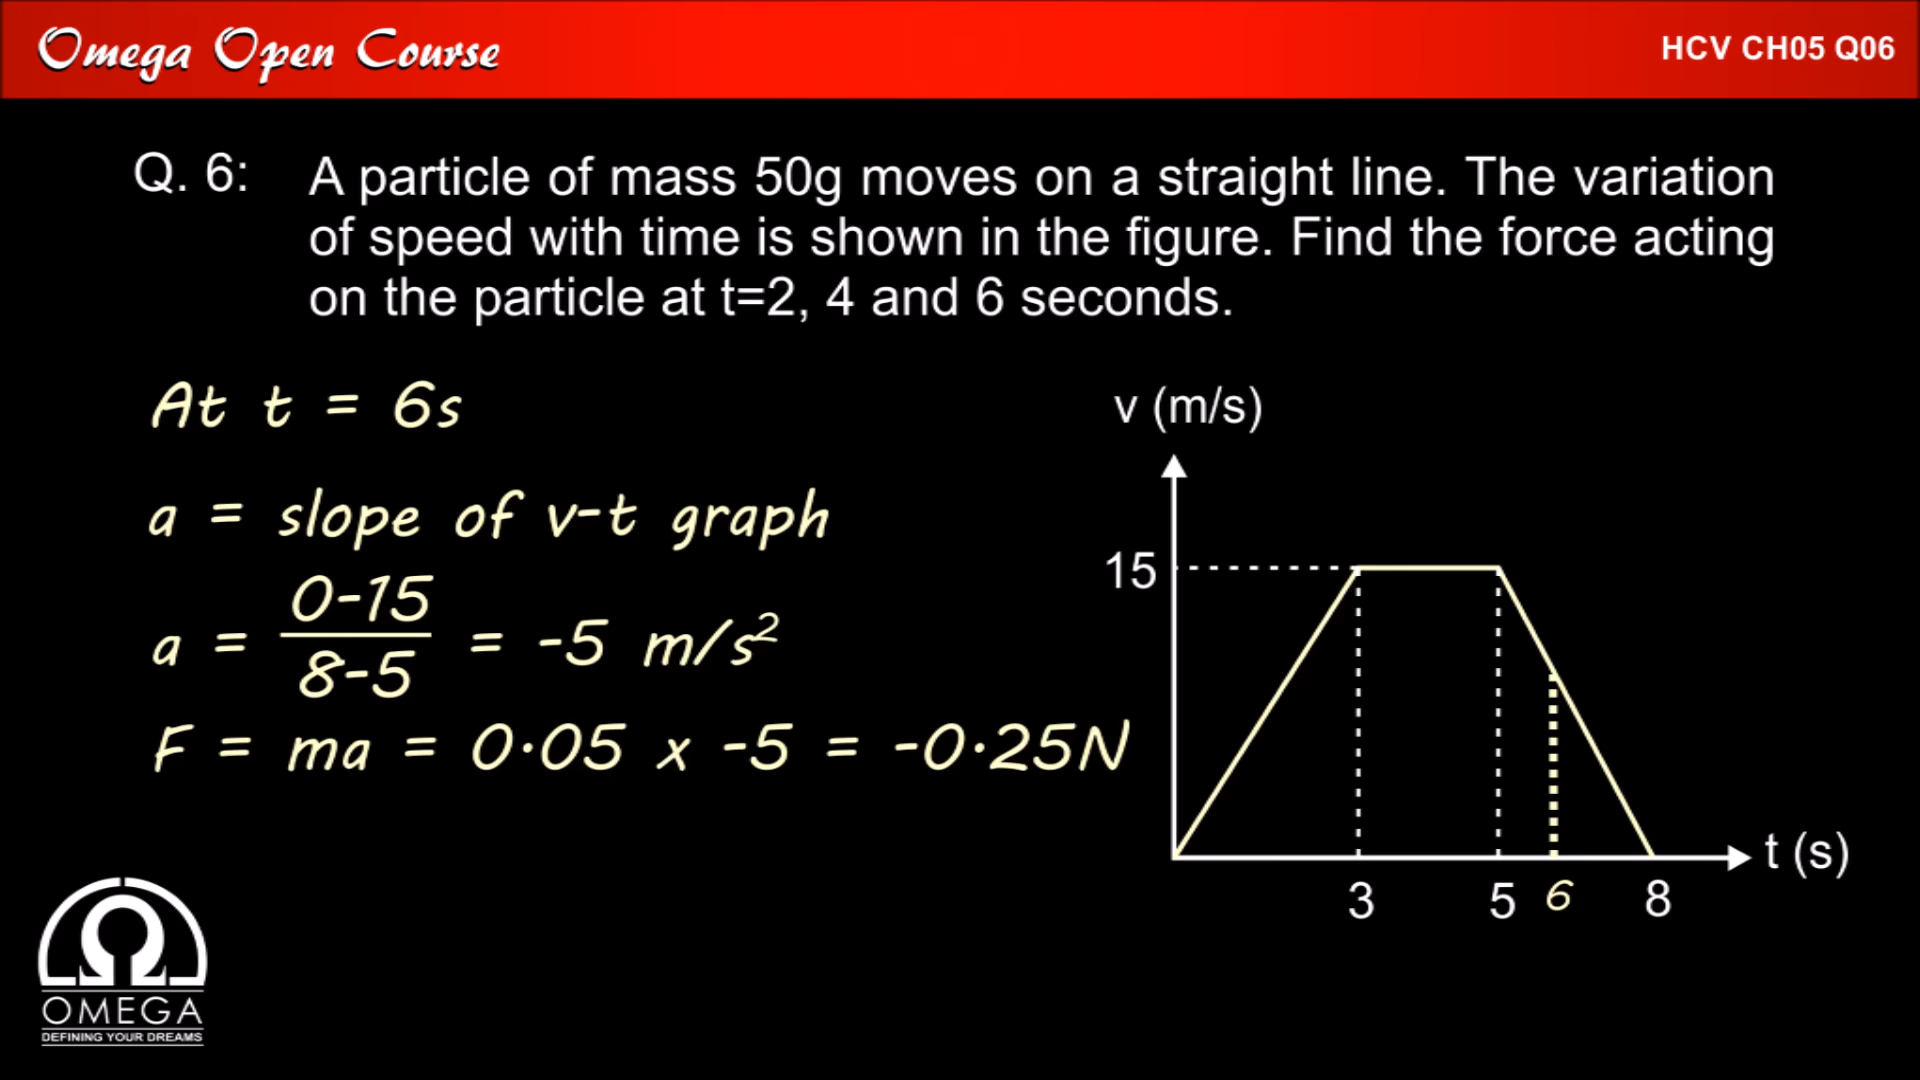 Omega Open Course
HCV CH05 Q06
Q. 6: A particle of mass 50g moves on a straight line. The variation
of speed with time is shown in the figure. Find the force acting
on the particle at t=2, 4 and 6 seconds.
At t = 6s
a = slope of v-t graph
a = 0-15/8-5 = -5 m/s²
F = ma = 0·05 x -5 = -0·25N
v (m/s)
15
t (s)
3 5 6 8
OMEGA
DEFINING YOUR DREAMS